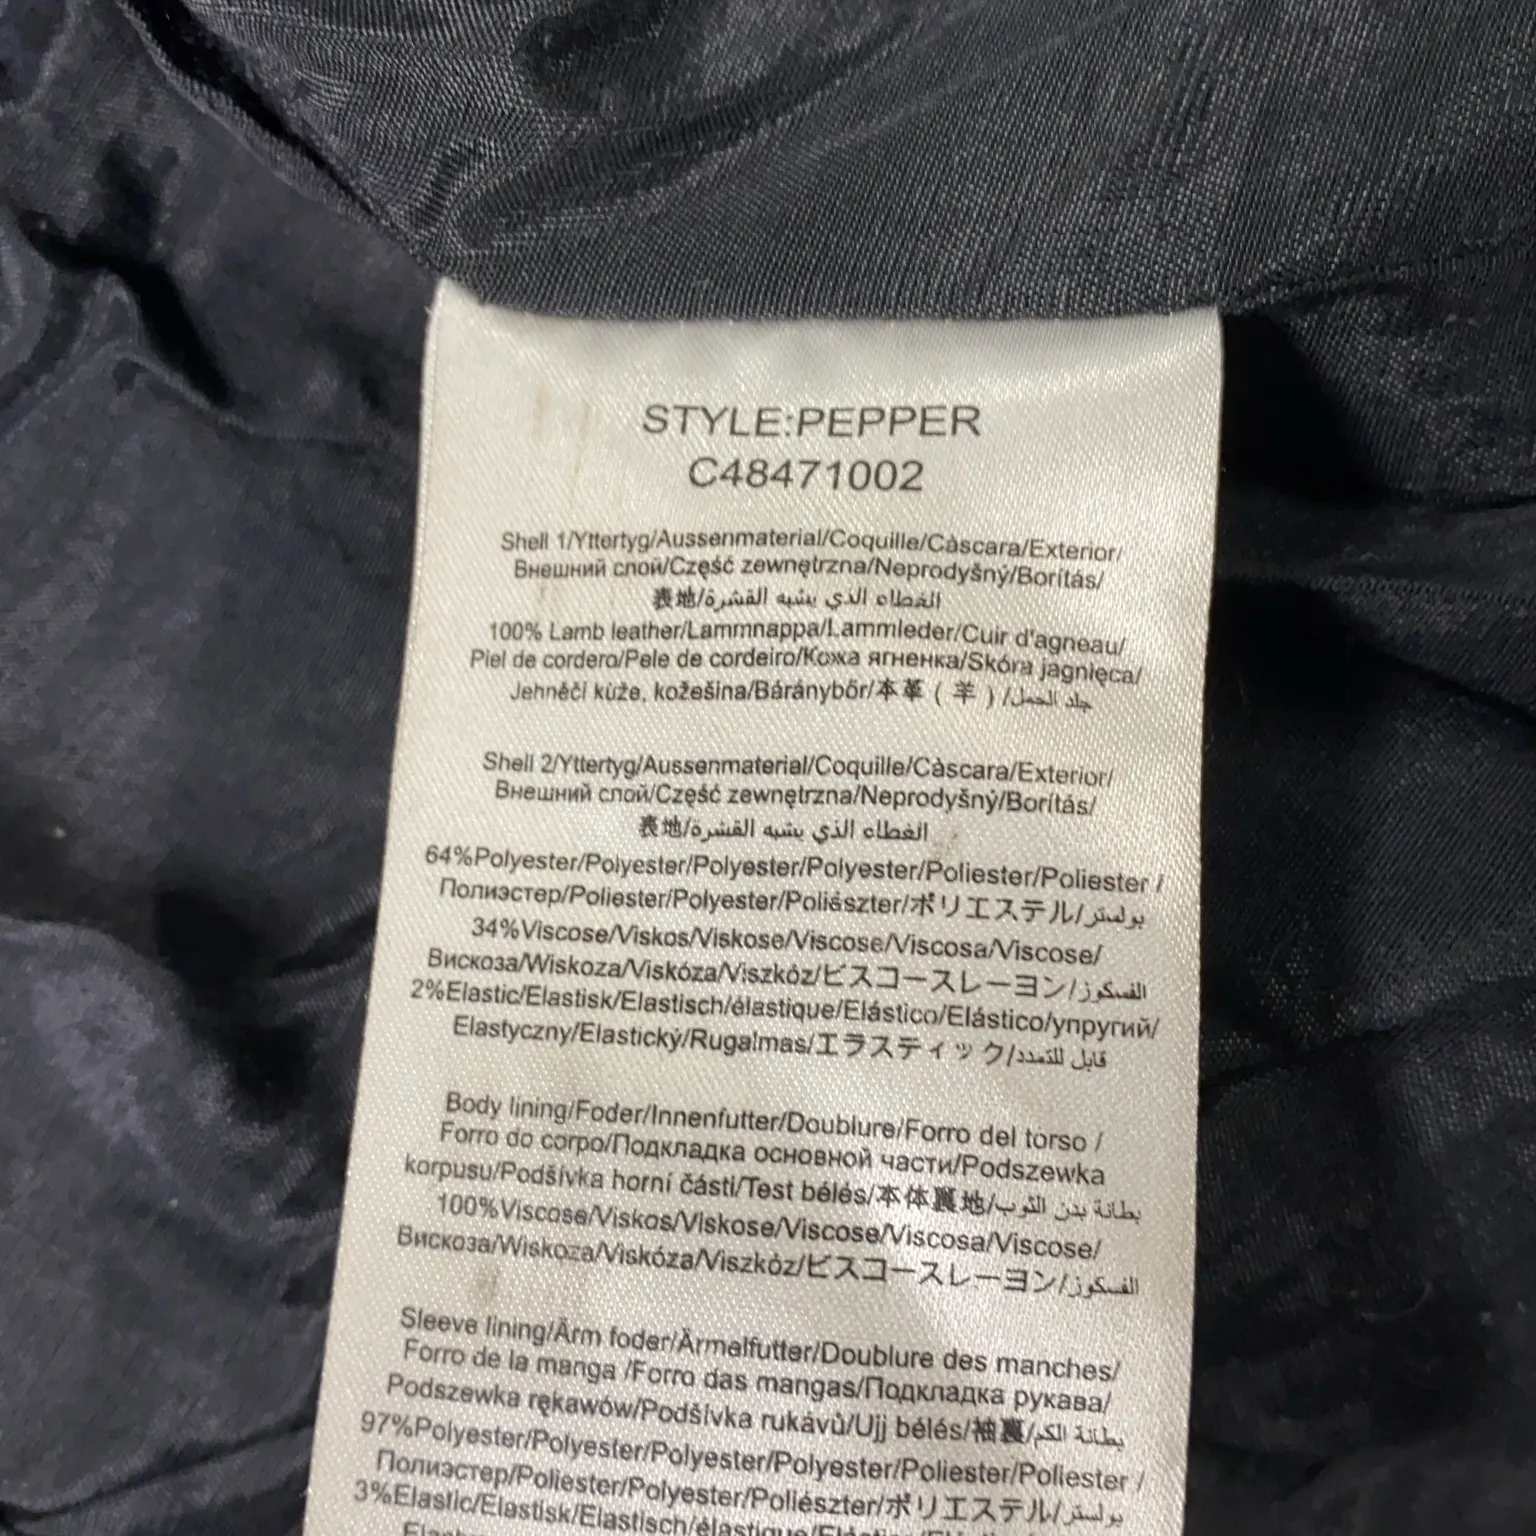 STYLE:PEPPER
C48471002
Shell 1/Yttertyg/Aussenmaterial/Coquille/Càscara/Exterior/
Внешний слой/Część zewnętrzna/Neprodyšný/Borítás/
表地/الغطاء الذي يشبه القشرة
100% Lamb leather/Lammnappa/Lammleder/Cuir d'agneau/
Piel de cordero/Pele de cordeiro/Кожа ягненка/Skóra jagnięca/
Jehněčí kùže, kožešina/Báránybőr/本革 ( 羊 ) /جلد الحمل
Shell 2/Yttertyg/Aussenmaterial/Coquille/Càscara/Exterior/
Внешний слой/Część zewnętrzna/Neprodyšný/Borítás/
表地/الغطاء الذي يشبه القشرة
64%Polyester/Polyester/Polyester/Polyester/Poliester/Poliester /
Полиэстер/Poliester/Polyester/Poliészter/ポリエステル/بولستر
34%Viscose/Viskos/Viskose/Viscose/Viscosa/Viscose/
Вискоза/Wiskoza/Viskóza/Viszkóz/ビスコースレーヨン/الفسكوز
2%Elastic/Elastisk/Elastisch/élastique/Elástico/Elástico/упругий/
Elastyczny/Elastický/Rugalmas/エラスティック/قابل للتمدد
Body lining/Foder/Innenfutter/Doublure/Forro del torso /
Forro do corpo/Подкладка основной части/Podszewka
korpusu/Podšívka horní části/Test bélés/本体裏地/بطانة بدن الثوب
100%Viscose/Viskos/Viskose/Viscose/Viscosa/Viscose/
Вискоза/Wiskoza/Viskóza/Viszkóz/ビスコースレーヨン/الفسكوز
Sleeve lining/Ärm foder/Ärmelfutter/Doublure des manches/
Forro de la manga /Forro das mangas/Подкладка рукава/
Podszewka rękawów/Podšívka rukávů/Ujj bélés/袖裏/بطانة الكم
97%Polyester/Polyester/Polyester/Polyester/Poliester/Poliester /
Полиэстер/Poliester/Polyester/Poliészter/ポリエステル/بولستر
3%Elastic/Elastisk/Elastisch/élastique/